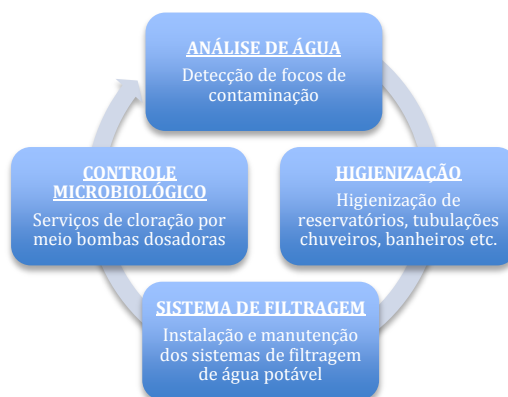 ANÁLISE DE ÁGUA
Detecção de focos de
contaminação
HIGIENIZAÇÃO
Higienização de
reservatórios, tubulações
chuveiros, banheiros etc.
SISTEMA DE FILTRAGEM
Instalação e manutenção
dos sistemas de filtragem
de água potável
CONTROLE
MICROBIOLÓGICO
Serviços de cloração por
meio bombas dosadoras